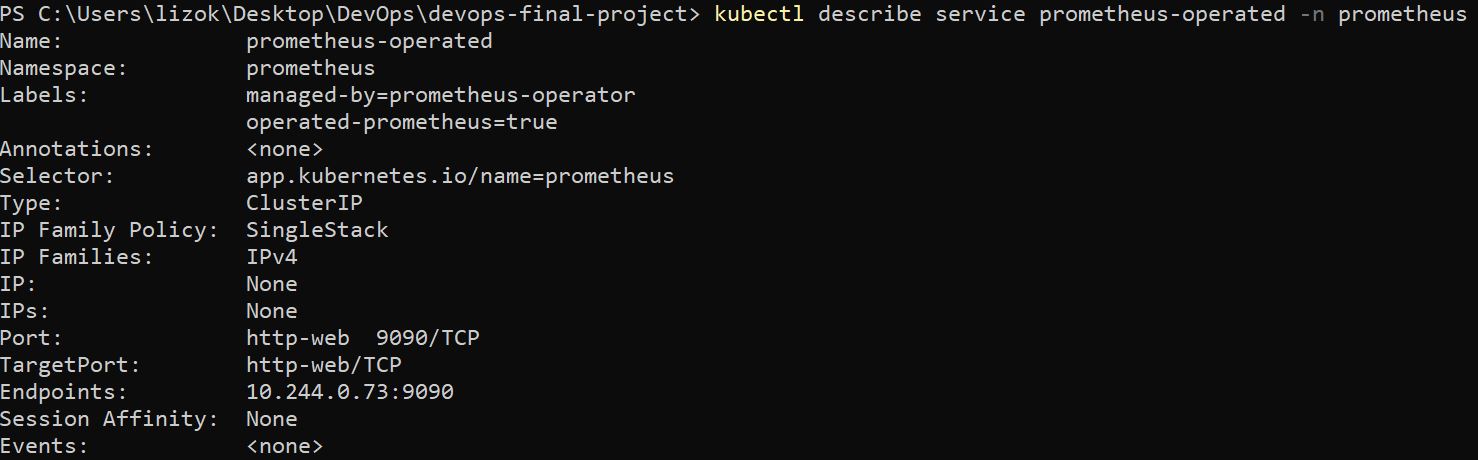 PS C:\Users\lizok\Desktop\DevOps\devops-final-project> kubectl describe service prometheus-operated -n prometheus
Name:              prometheus-operated
Namespace:         prometheus
Labels:            managed-by=prometheus-operator
                   operated-prometheus=true
Annotations:       <none>
Selector:          app.kubernetes.io/name=prometheus
Type:              ClusterIP
IP Family Policy:  SingleStack
IP Families:       IPv4
IP:                None
IPs:               None
Port:              http-web  9090/TCP
TargetPort:        http-web/TCP
Endpoints:         10.244.0.73:9090
Session Affinity:  None
Events:            <none>